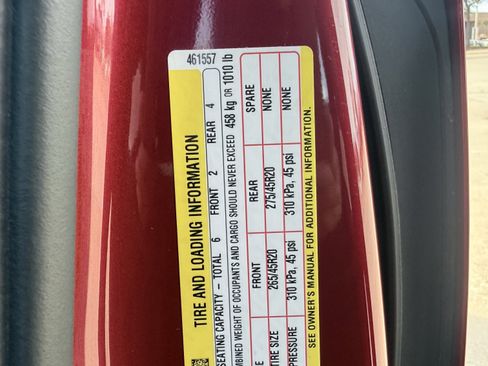 461557
TIRE AND LOADING INFORMATION
SEATING CAPACITY - TOTAL 6 FRONT 2 REAR 4
OMBINED WEIGHT OF OCCUPANTS AND CARGO SHOULD NEVER EXCEED 458 kg OR 1010 lb
E FRONT REAR SPARE
TIRE SIZE 265/45R20 275/45R20 NONE
PRESSURE 310 kPa, 45 psi 310 kPa, 45 psi NONE
SEE OWNER'S MANUAL FOR ADDITIONAL INFORMATION.